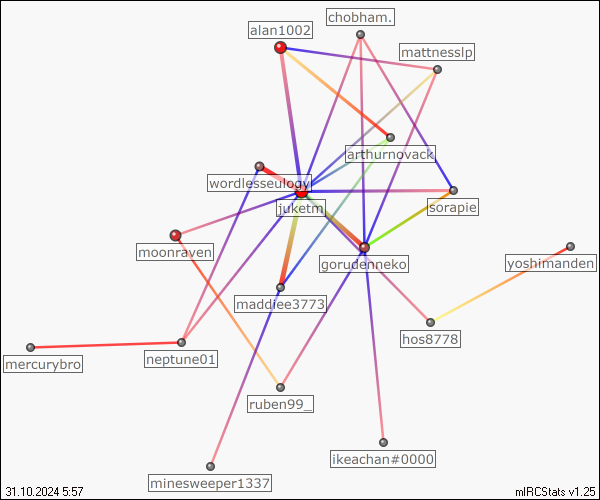 chobham.
alan1002
mattnesslp
arthurnovack
wordlesseulogy
juketm
sorapie
moonraven
gorudenneko
yoshimanden
maddiee3773
hos8778
mercurybro
neptune01
ruben99_
ikeachan#0000
minesweeper1337
31.10.2024 5:57
mIRCStats v1.25